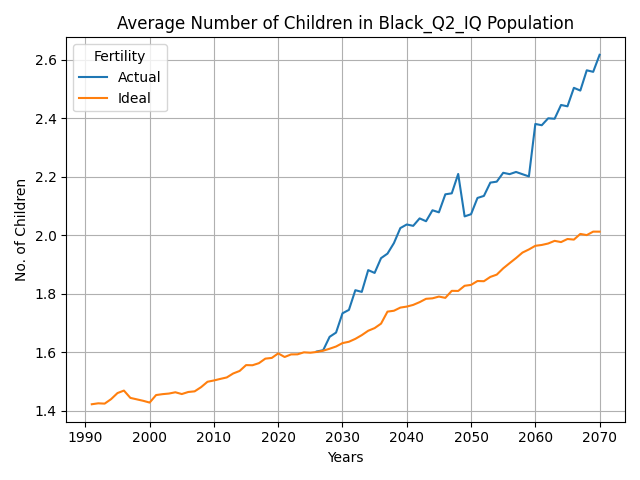 Average Number of Children in Black_Q2_IQ Population
Fertility
Actual
Ideal
No. of Children
2.6
2.4
2.2
2.0
1.8
1.6
1.4
1990 2000 2010 2020 2030 2040 2050 2060 2070
Years